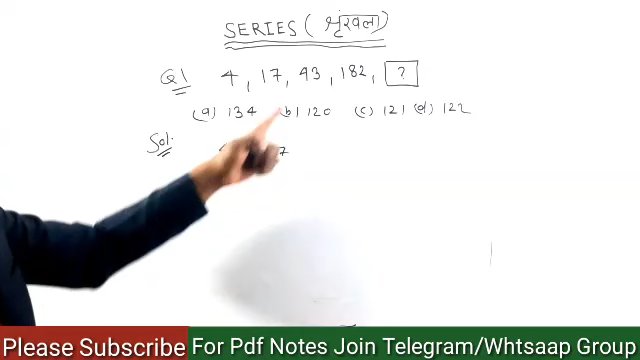 SERIES (श्रृंखला)
Q1 4, 17, 43, 182, ?
(a) 134 (b) 120 (c) 121 (d) 122
Sol: 7
Please Subscribe For Pdf Notes Join Telegram/Whtsaap Group